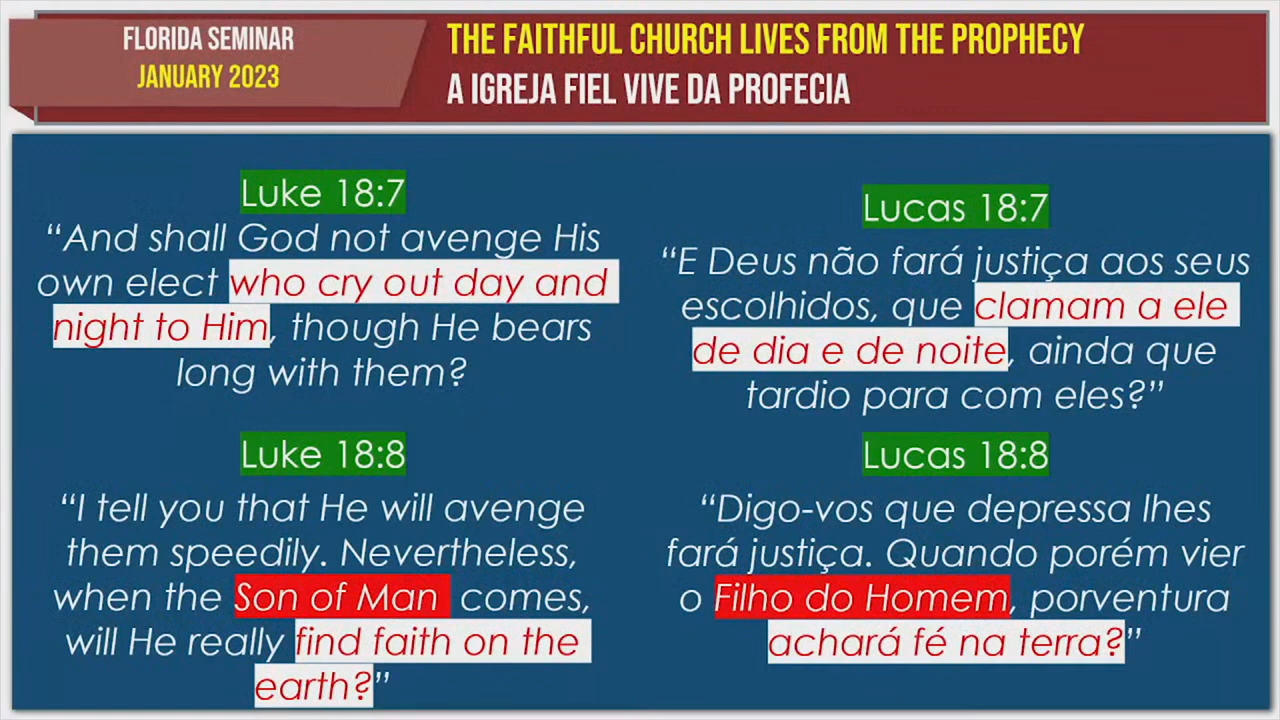 FLORIDA SEMINAR
JANUARY 2023
THE FAITHFUL CHURCH LIVES FROM THE PROPHECY
A IGREJA FIEL VIVE DA PROFECIA
Luke 18:7
“And shall God not avenge His
own elect who cry out day and
night to Him, though He bears
long with them?
Luke 18:8
“I tell you that He will avenge
them speedily. Nevertheless,
when the Son of Man comes,
will He really find faith on the
earth?”
Lucas 18:7
“E Deus não fará justiça aos seus
escolhidos, que clamam a ele
de dia e de noite, ainda que
tardio para com eles?”
Lucas 18:8
“Digo-vos que depressa lhes
fará justiça. Quando porém vier
o Filho do Homem, porventura
achará fé na terra?”